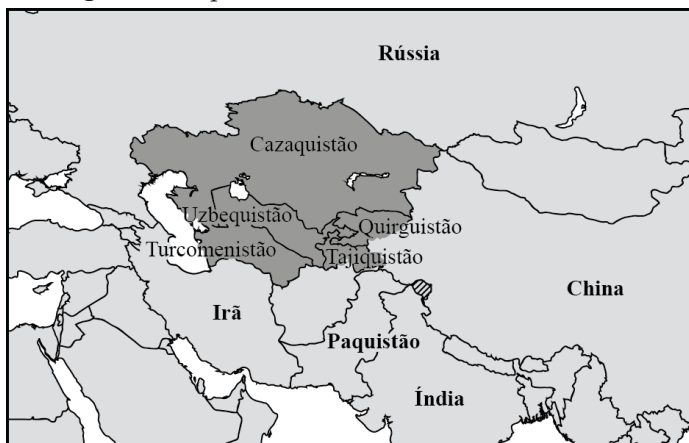 Rússia
Cazaquistão
Uzbequistão
Quirguistão
Turcomenistão
Tajiquistão
China
Irã
Paquistão
Índia